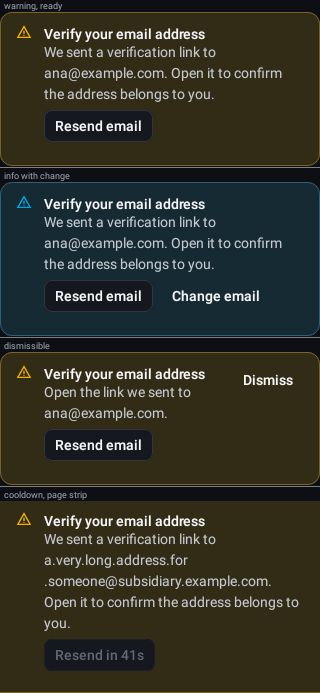 warning, ready
Verify your email address
We sent a verification link to
ana@example.com. Open it to confirm
the address belongs to you.
Resend email
info with change
Verify your email address
We sent a verification link to
ana@example.com. Open it to confirm
the address belongs to you.
Resend email Change email
dismissible
Verify your email address Dismiss
Open the link we sent to
ana@example.com.
Resend email
cooldown, page strip
Verify your email address
We sent a verification link to
a.very.long.address.for
.someone@subsidiary.example.com.
Open it to confirm the address belongs to
you.
Resend in 41s